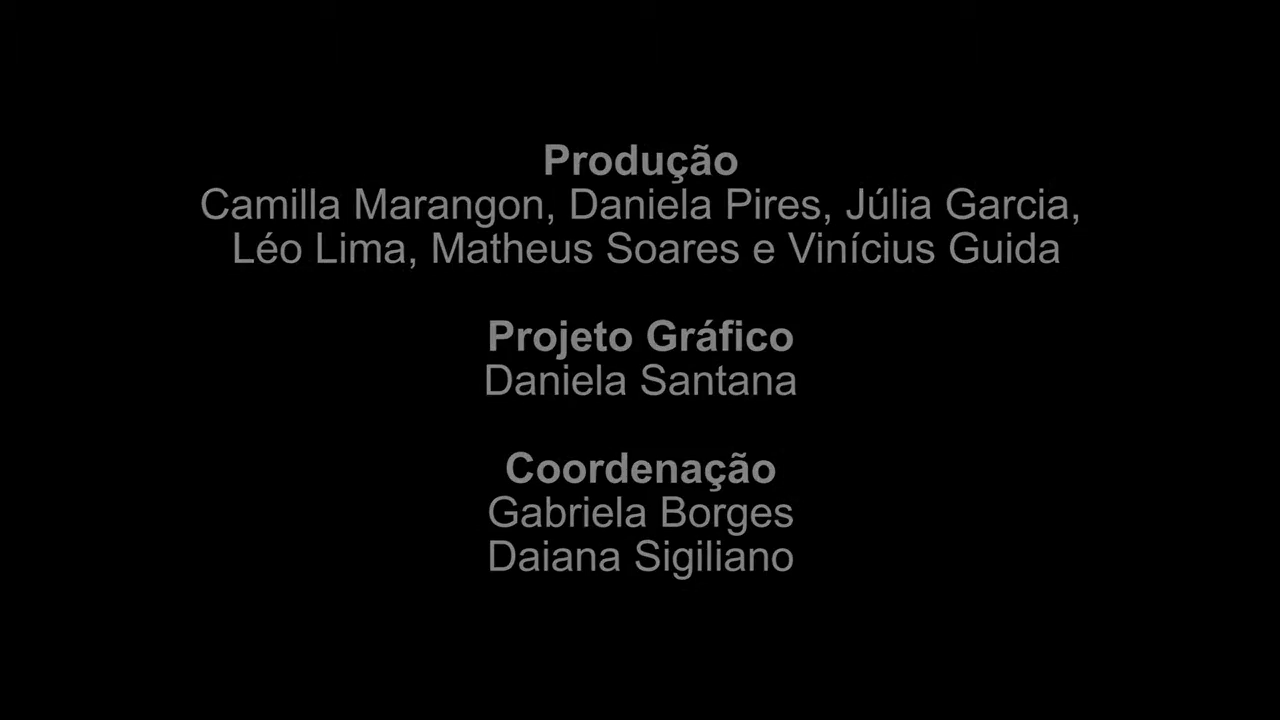 Produção
Camilla Marangon, Daniela Pires, Júlia Garcia,
Léo Lima, Matheus Soares e Vinícius Guida
Projeto Gráfico
Daniela Santana
Coordenação
Gabriela Borges
Daiana Sigiliano